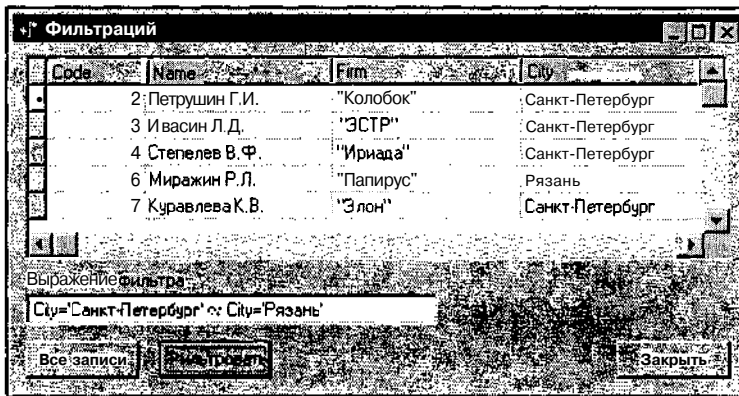 Фильтраций
Code Name Firm City
2 Петрушин Г.И. "Колобок" Санкт-Петербург
3 Ивасин Л.Д. "ЭСТР" Санкт-Петербург
4 Степелев В.Ф. "Ириада" Санкт-Петербург
6 Миражин Р.Л. "Папирус" Рязань
7 Куравлева К.В. "Элон" Санкт-Петербург
Выражение фильтра
City='Санкт-Петербург' or City='Рязань'
Все записи Фильтровать Закрыть